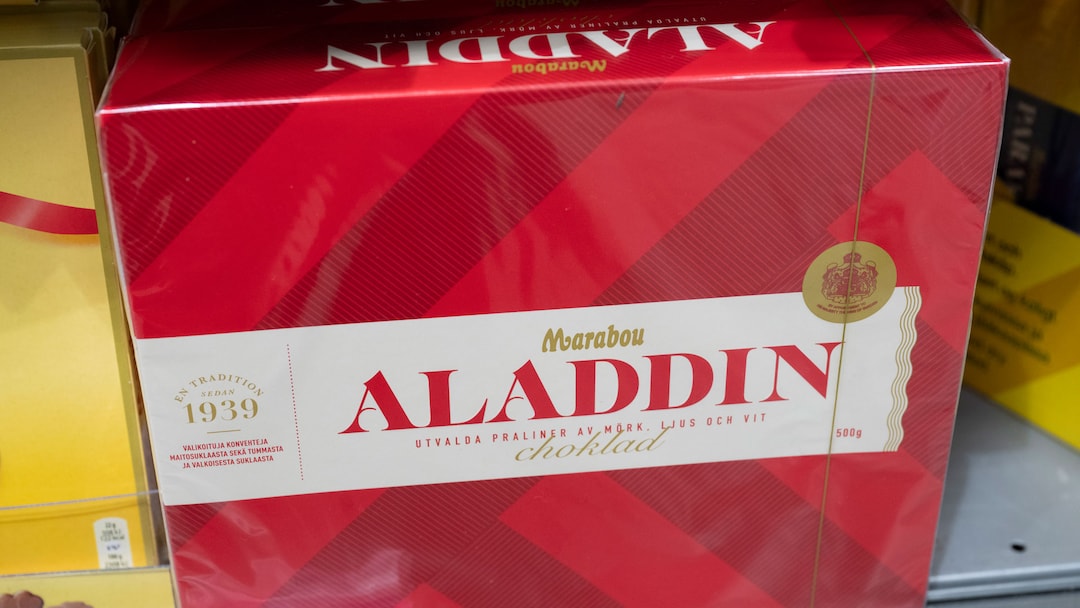 UTVALDA PRALINER AV MÖRK, LJUS OCH VIT
ALADDIN
Marabou
Marabou
ALADDIN
UTVALDA PRALINER AV MÖRK, LJUS OCH VIT
choklad
500g
EN TRADITION
SEDAN
1939
VALIKOITUJA KONVEHTEJA
MAITOSUKLAASTA SEKÄ TUMMASTA
JA VALKOISESTA SUKLAASTA